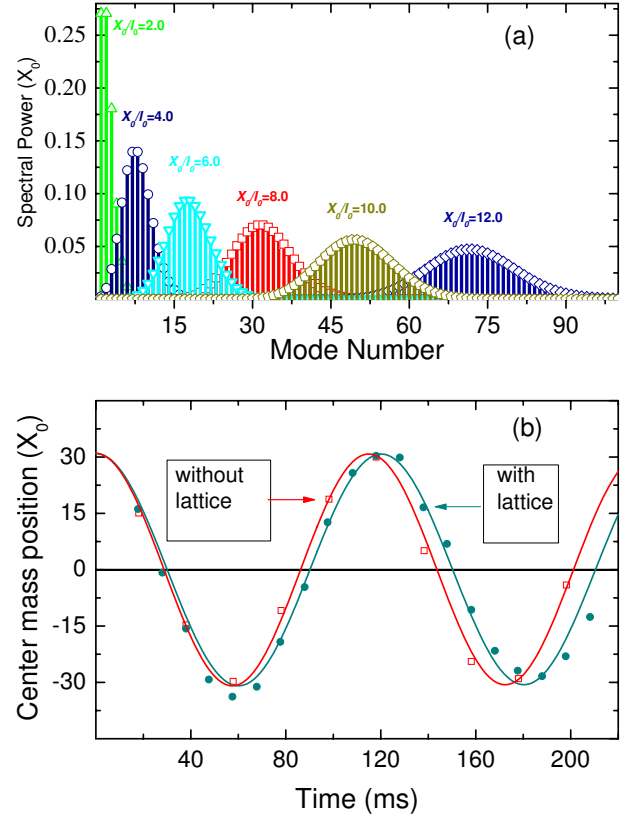 (a)
X₀/l₀=2.0
X₀/l₀=4.0
X₀/l₀=6.0
X₀/l₀=8.0
X₀/l₀=10.0
X₀/l₀=12.0
Spectral Power (X₀)
0.25
0.20
0.15
0.10
0.05
15 30 45 60 75 90
Mode Number
(b)
without
lattice
with
lattice
Center mass position (X₀)
30
15
0
-15
-30
40 80 120 160 200
Time (ms)